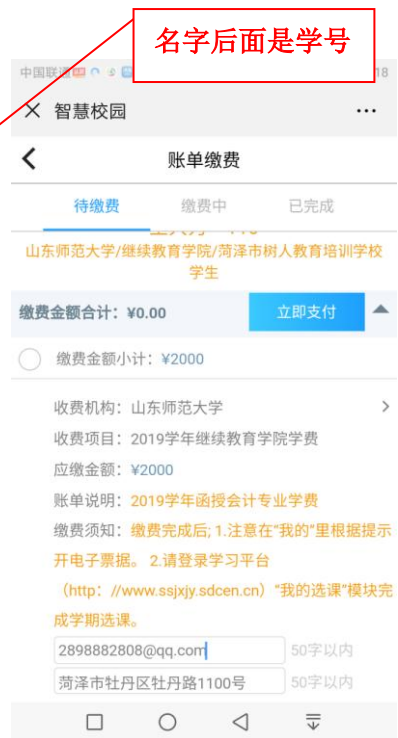 名字后面是学号
中国联通
18
智慧校园
账单缴费
待缴费 缴费中 已完成
山东师范大学/继续教育学院/菏泽市树人教育培训学校
学生
缴费金额合计：¥0.00 立即支付
缴费金额小计：¥2000
收费机构：山东师范大学
收费项目：2019学年继续教育学院学费
应缴金额：¥2000
账单说明：2019学年函授会计专业学费
缴费须知：缴费完成后；1.注意在“我的”里根据提示
开电子票据。 2.请登录学习平台
（http：//www.ssjxjy.sdcen.cn）“我的选课”模块完
成学期选课。
2898882808@qq.com 50字以内
菏泽市牡丹区牡丹路1100号 50字以内